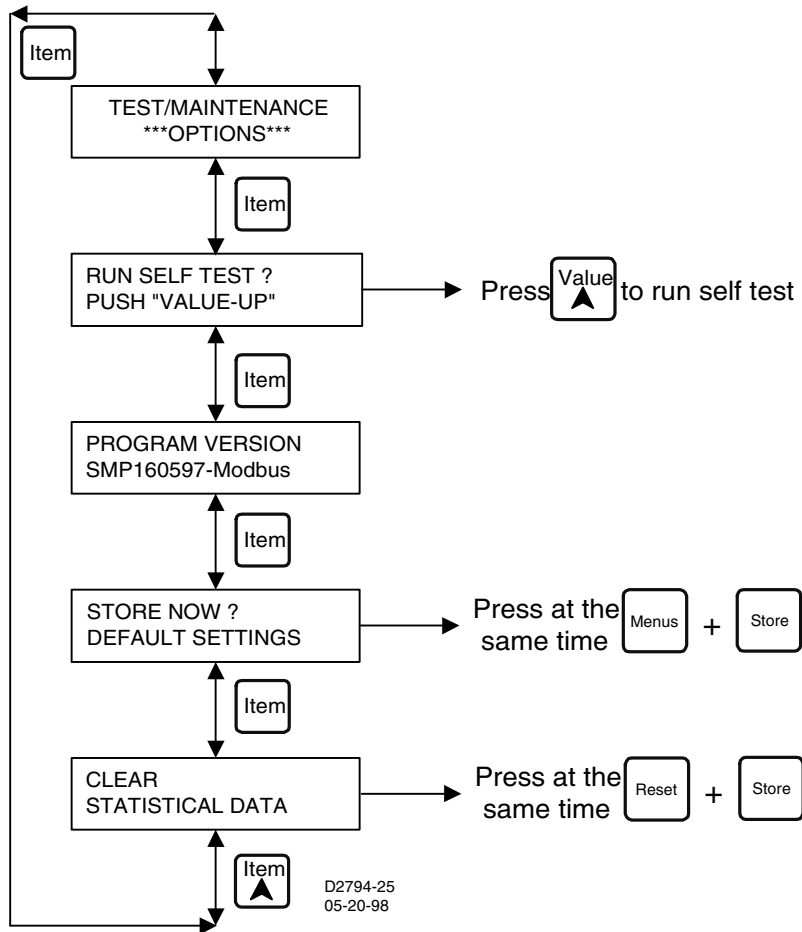 Item
TEST/MAINTENANCE
***OPTIONS***
Item
RUN SELF TEST ?
PUSH "VALUE-UP"
Press Value to run self test
Item
PROGRAM VERSION
SMP160597-Modbus
Item
STORE NOW ?
DEFAULT SETTINGS
Press at the
same time
Menus + Store
Item
CLEAR
STATISTICAL DATA
Press at the
same time
Reset + Store
Item
D2794-25
05-20-98